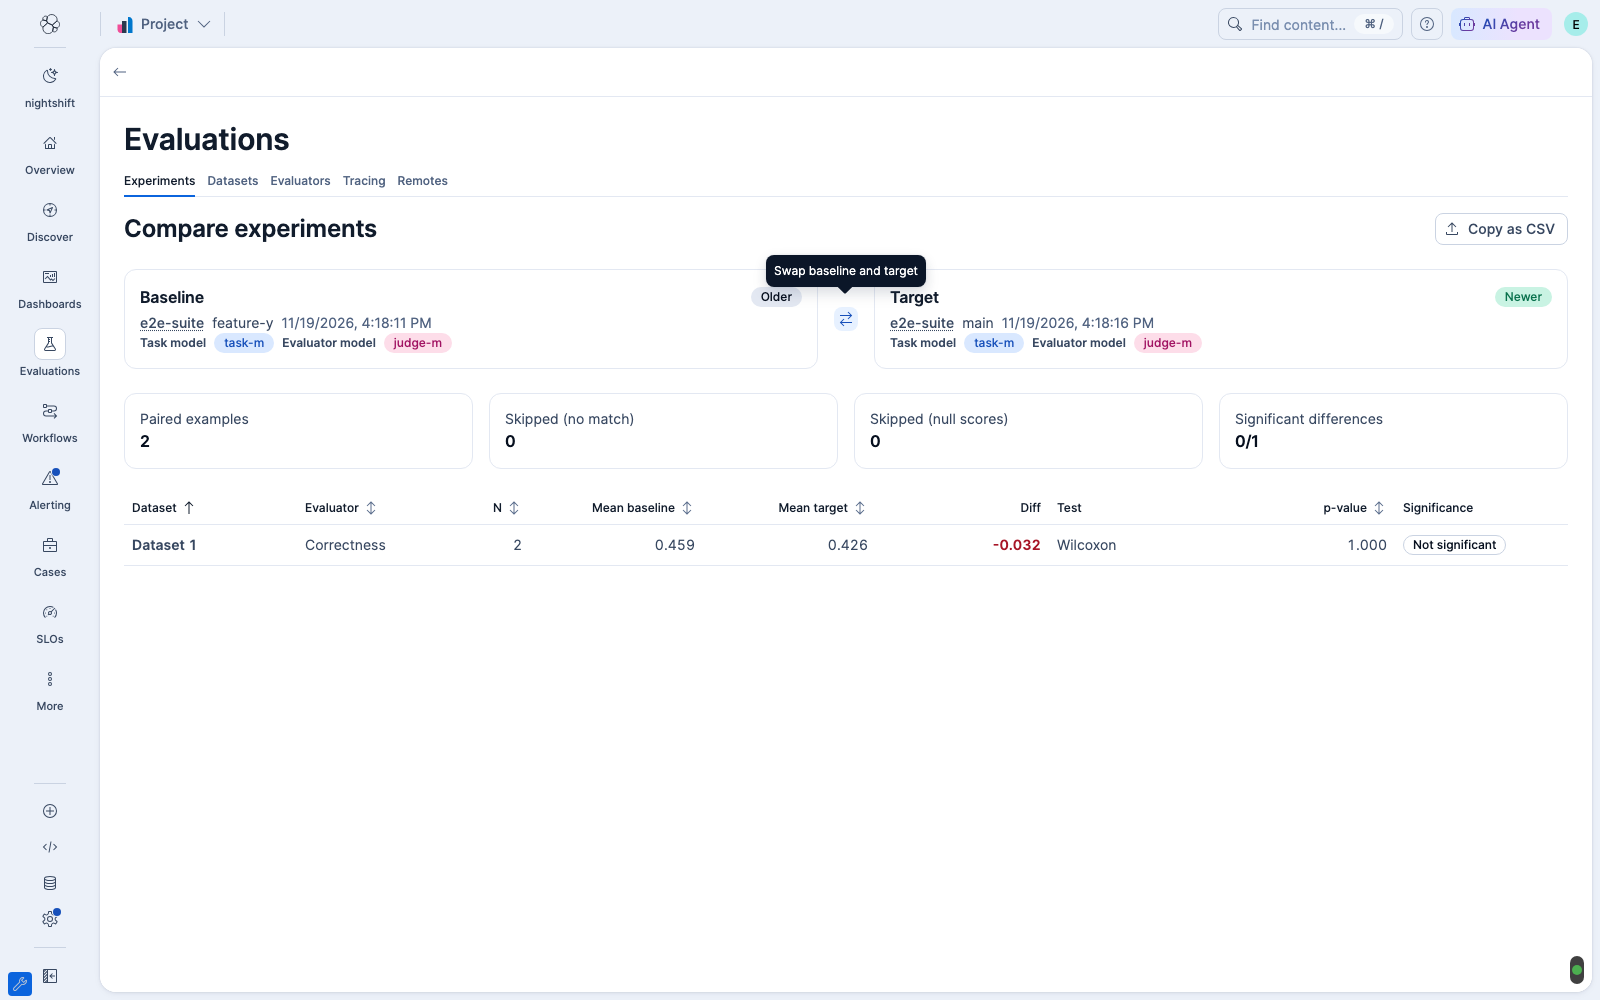 Project
Find content...
⌘ /
AI Agent
E
nightshift
Overview
Discover
Dashboards
Evaluations
Workflows
Alerting
Cases
SLOs
More
Evaluations
Experiments Datasets Evaluators Tracing Remotes
Compare experiments
Copy as CSV
Swap baseline and target
Baseline
Older
e2e-suite feature-y 11/19/2026, 4:18:11 PM
Task model task-m Evaluator model judge-m
Target
Newer
e2e-suite main 11/19/2026, 4:18:16 PM
Task model task-m Evaluator model judge-m
Paired examples
2
Skipped (no match)
0
Skipped (null scores)
0
Significant differences
0/1
Dataset Evaluator N Mean baseline Mean target Diff Test p-value Significance
Dataset 1 Correctness 2 0.459 0.426 -0.032 Wilcoxon 1.000 Not significant